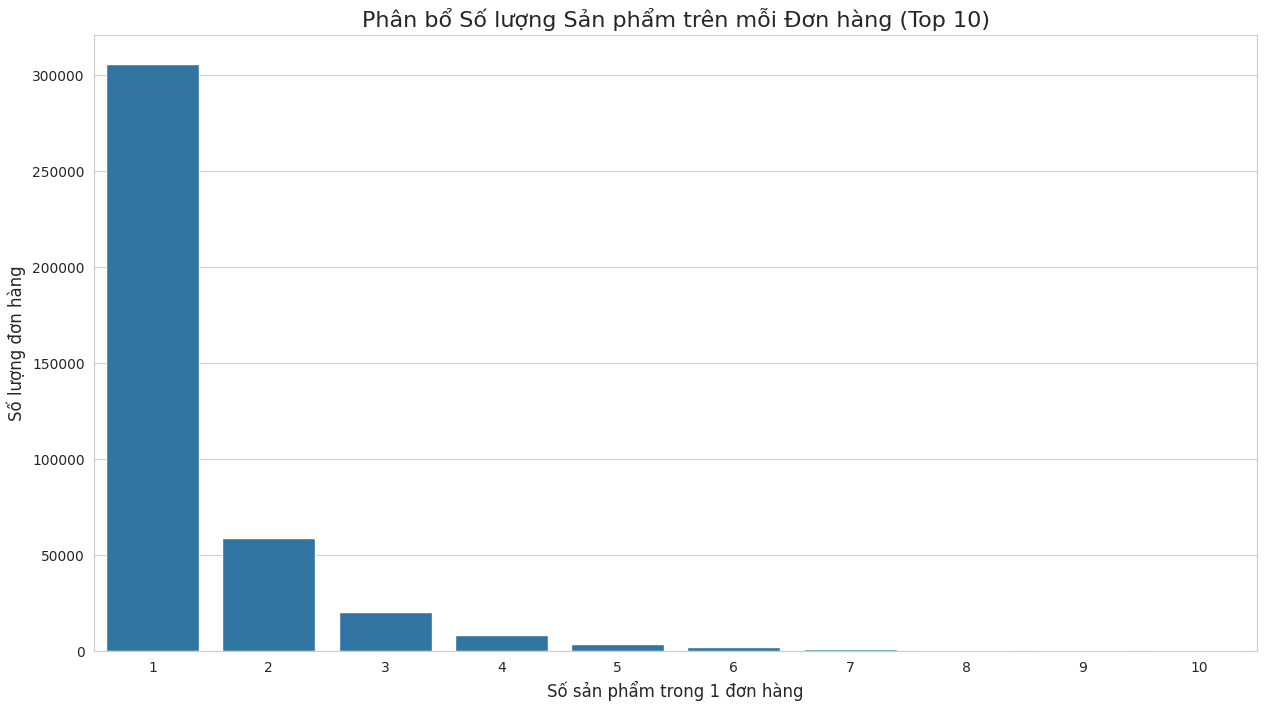 Phân bổ Số lượng Sản phẩm trên mỗi Đơn hàng (Top 10)
Số lượng đơn hàng
300000
250000
200000
150000
100000
50000
0
1 2 3 4 5 6 7 8 9 10
Số sản phẩm trong 1 đơn hàng